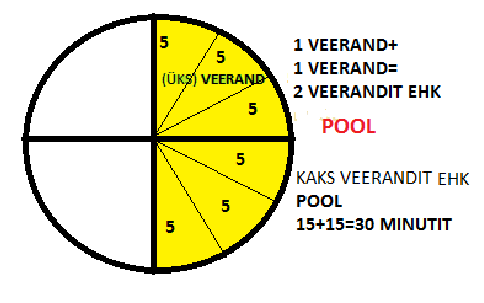 5
5
(ÜKS) VEERAND
5
5
5
5
1 VEERAND+
1 VEERAND=
2 VEERANDIT EHK
POOL
KAKS VEERANDIT EHK
POOL
15+15=30 MINUTIT